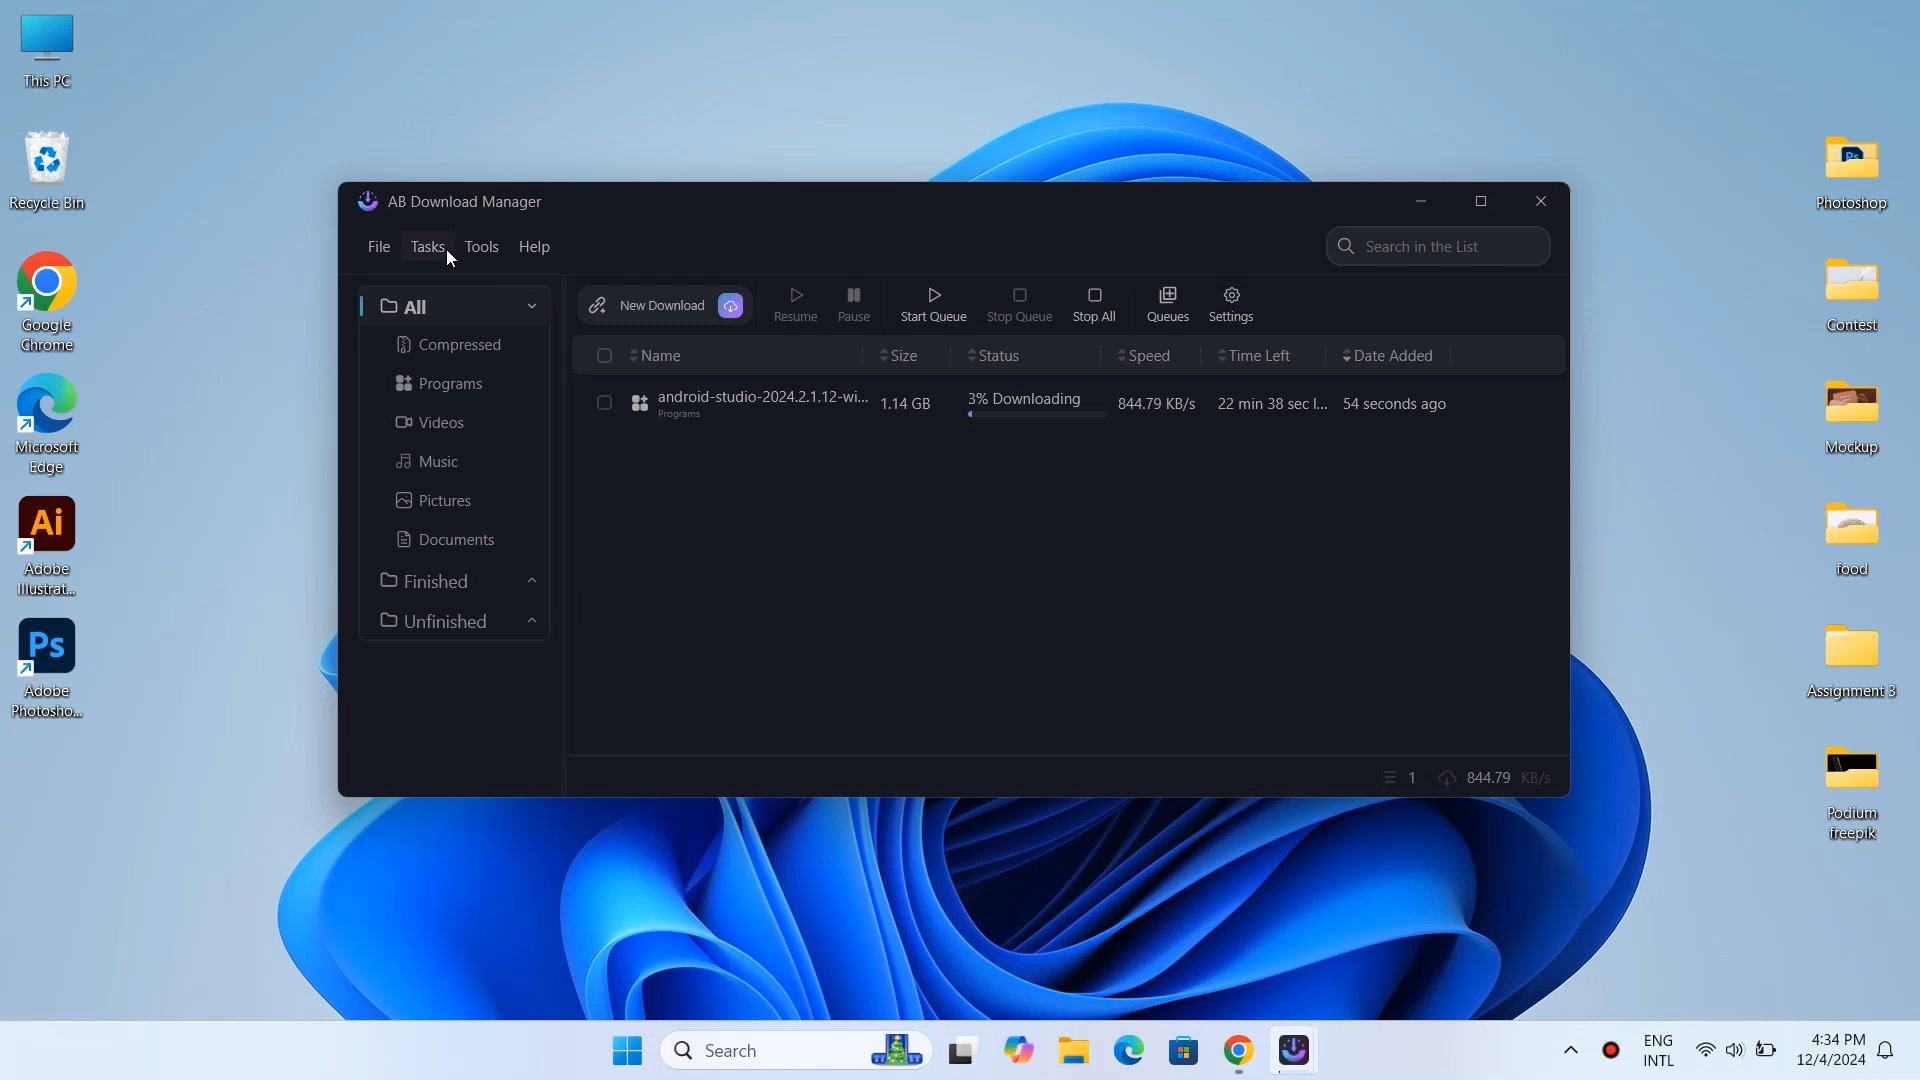 This PC
Recycle Bin
Google
Chrome
Microsoft
Edge
Ai
Adobe
Illustrat...
Ps
Adobe
Photosho...
AB Download Manager
File Tasks Tools Help
Search in the List
All
Compressed
Programs
Videos
Music
Pictures
Documents
Finished
Unfinished
New Download
Resume Pause Start Queue Stop Queue Stop All Queues Settings
Name Size Status Speed Time Left Date Added
android-studio-2024.2.1.12-wi... 1.14 GB 3% Downloading 844.79 KB/s 22 min 38 sec l... 54 seconds ago
Programs
1 844.79 KB/s
Ps
Photoshop
Contest
Mockup
food
Assignment 3
Podium
freepik
Search
ENG
INTL
4:34 PM
12/4/2024